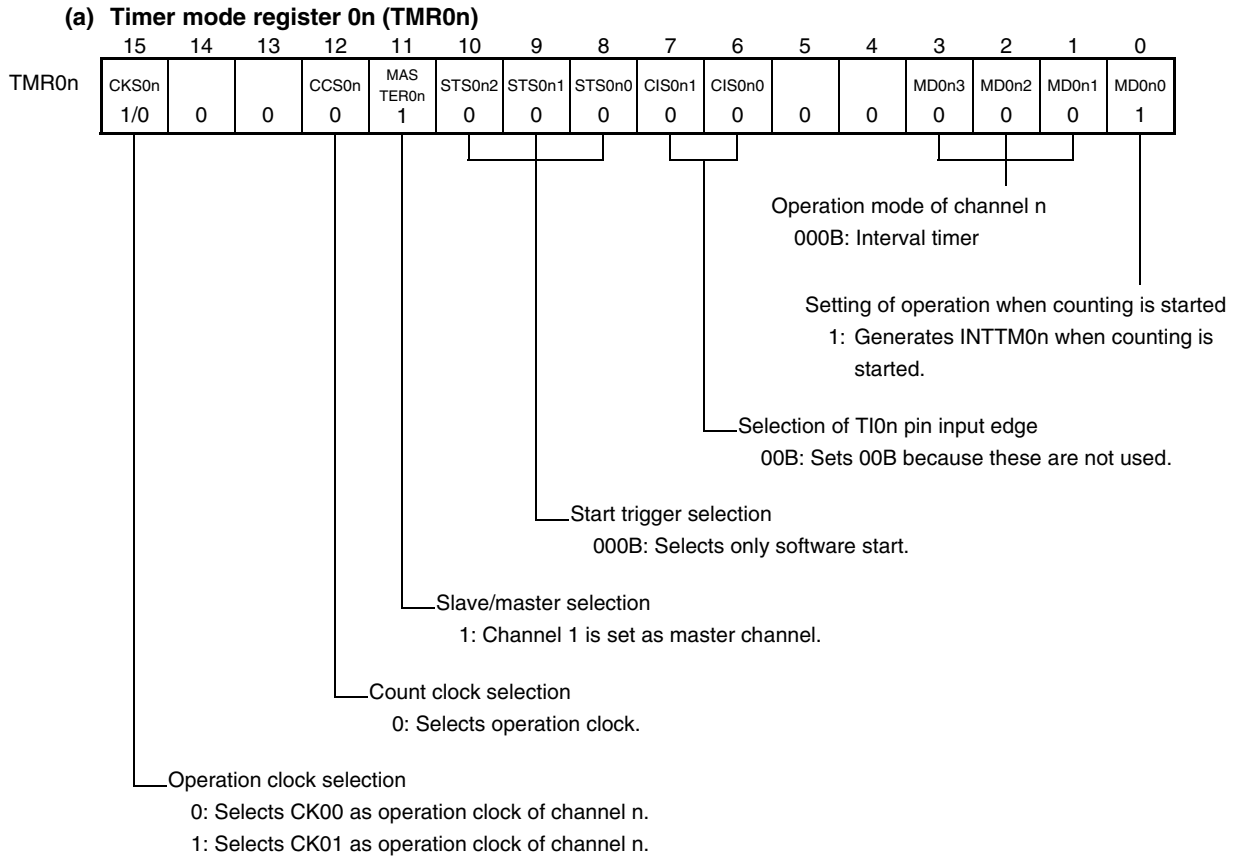 (a) Timer mode register 0n (TMR0n)
15 14 13 12 11 10 9 8 7 6 5 4 3 2 1 0
TMR0n CKS0n CCS0n MAS TER0n STS0n2 STS0n1 STS0n0 CIS0n1 CIS0n0 MD0n3 MD0n2 MD0n1 MD0n0
1/0 0 0 0 1 0 0 0 0 0 0 0 0 0 0 1
Operation mode of channel n
000B: Interval timer
Setting of operation when counting is started
1: Generates INTTM0n when counting is
started.
Selection of TI0n pin input edge
00B: Sets 00B because these are not used.
Start trigger selection
000B: Selects only software start.
Slave/master selection
1: Channel 1 is set as master channel.
Count clock selection
0: Selects operation clock.
Operation clock selection
0: Selects CK00 as operation clock of channel n.
1: Selects CK01 as operation clock of channel n.